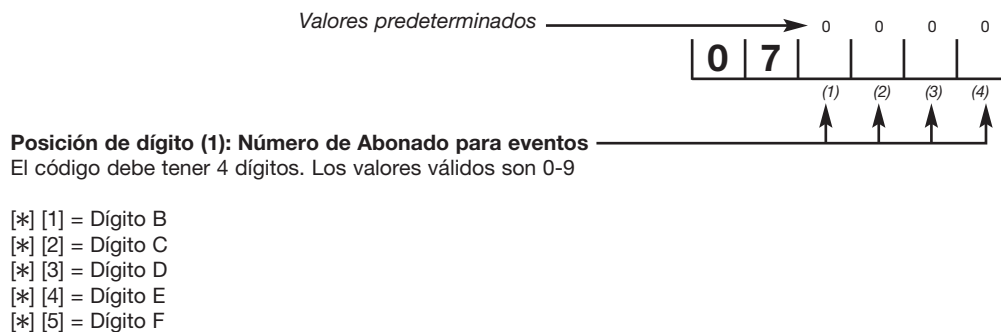 Valores predeterminados 0 0 0 0
0 7
(1) (2) (3) (4)
Posición de dígito (1): Número de Abonado para eventos
El código debe tener 4 dígitos. Los valores válidos son 0-9
[∗] [1] = Dígito B
[∗] [2] = Dígito C
[∗] [3] = Dígito D
[∗] [4] = Dígito E
[∗] [5] = Dígito F